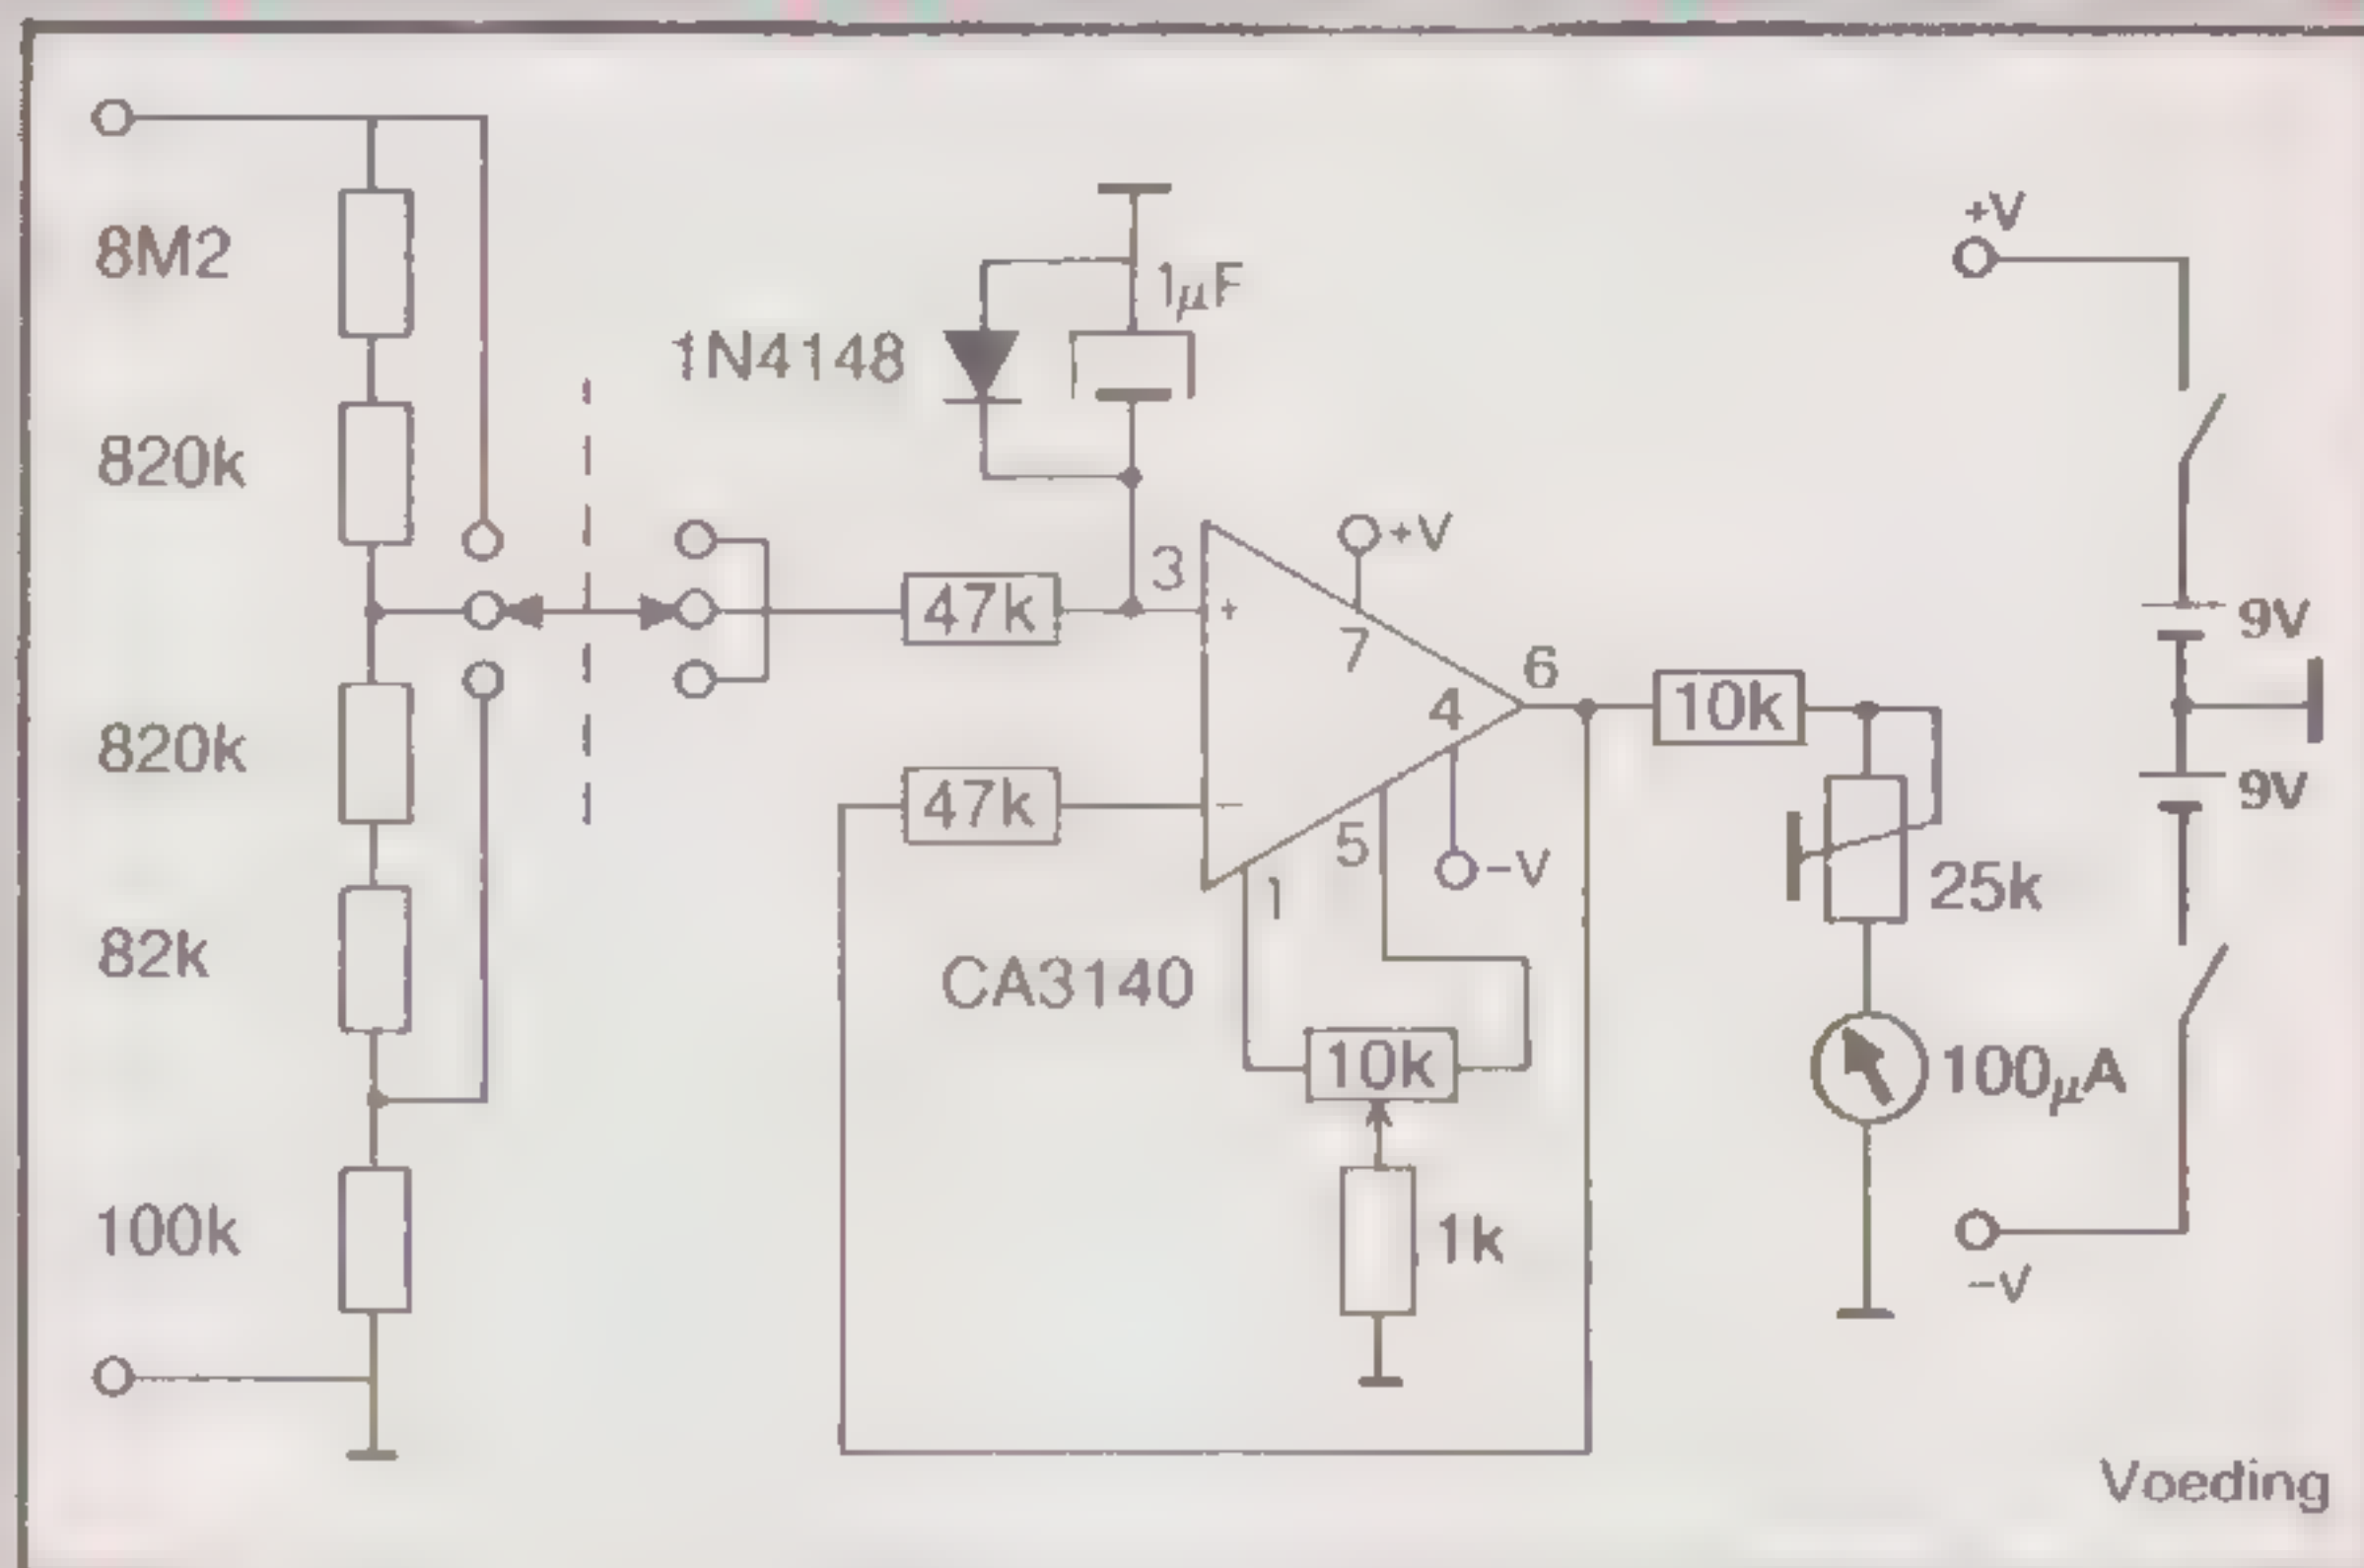 8M2
820k
820k
82k
100k
1N4148
1μF
47k
3
+
+V
7
4
6
47k
−
5
−V
1
CA3140
10k
1k
10k
25k
100μA
+V
9V
9V
−V
Voeding